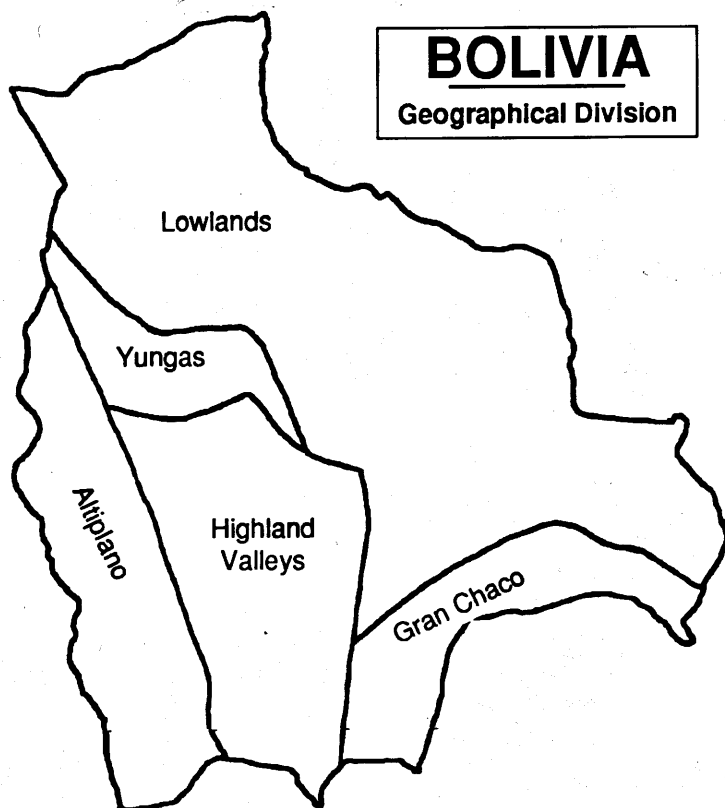 BOLIVIA
Geographical Division
Lowlands
Yungas
Altiplano
Highland
Valleys
Gran Chaco